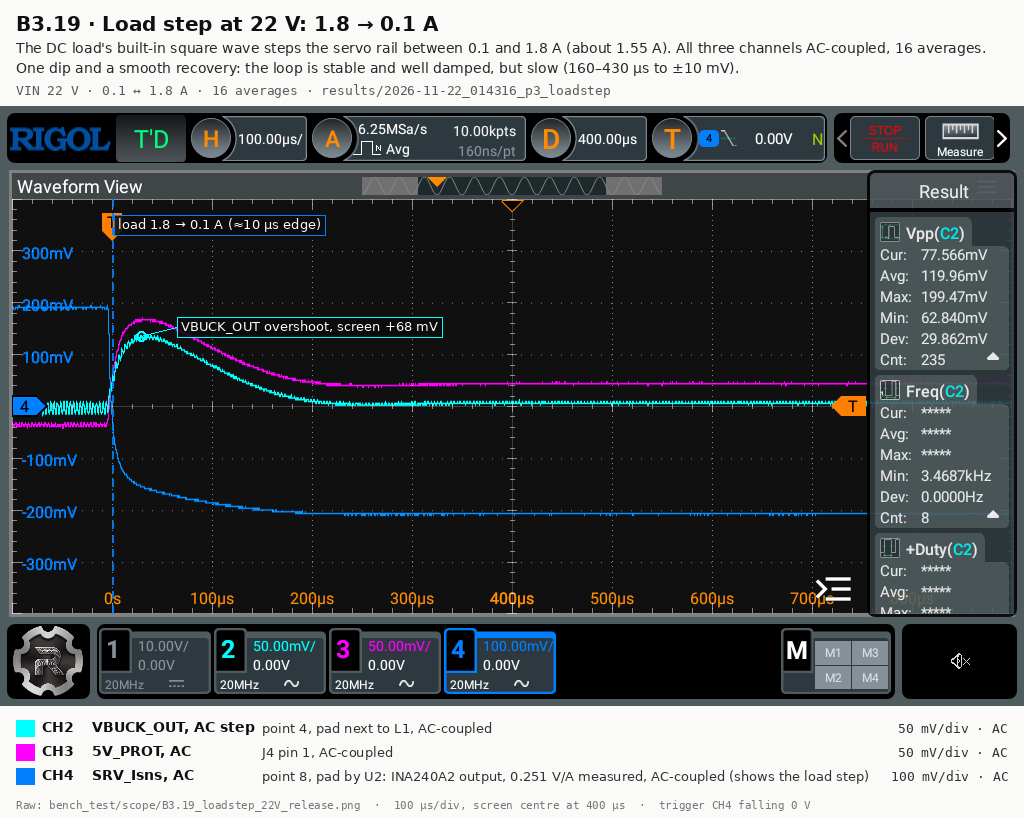 B3.19 · Load step at 22 V: 1.8 → 0.1 A
The DC load's built-in square wave steps the servo rail between 0.1 and 1.8 A (about 1.55 A). All three channels AC-coupled, 16 averages.
One dip and a smooth recovery: the loop is stable and well damped, but slow (160–430 µs to ±10 mV).
VIN 22 V · 0.1 ↔ 1.8 A · 16 averages · results/2026-11-22_014316_p3_loadstep
RIGOL T'D H 100.00µs/ A 6.25MSa/s 10.00kpts D 400.00µs T 4 0.00V N STOP
N Avg 160ns/pt RUN Measure
Waveform View
Result
T load 1.8 → 0.1 A (≈10 µs edge)
300mV
200mV
VBUCK_OUT overshoot, screen +68 mV
100mV
4 T
-100mV
-200mV
-300mV
0s 100µs 200µs 300µs 400µs 500µs 600µs 700µs
Vpp(C2)
Cur: 77.566mV
Avg: 119.96mV
Max: 199.47mV
Min: 62.840mV
Dev: 29.862mV
Cnt: 235
Freq(C2)
Cur: *****
Avg: *****
Max: *****
Min: 3.4687kHz
Dev: 0.0000Hz
Cnt: 8
+Duty(C2)
Cur: *****
Avg: *****
Max: *****
1 10.00V/ 0.00V 20MHz
2 50.00mV/ 0.00V 20MHz
3 50.00mV/ 0.00V 20MHz
4 100.00mV/ 0.00V 20MHz
M M1 M3
M2 M4
R
CH2 VBUCK_OUT, AC step point 4, pad next to L1, AC-coupled 50 mV/div · AC
CH3 5V_PROT, AC J4 pin 1, AC-coupled 50 mV/div · AC
CH4 SRV_Isns, AC point 8, pad by U2: INA240A2 output, 0.251 V/A measured, AC-coupled (shows the load step) 100 mV/div · AC
Raw: bench_test/scope/B3.19_loadstep_22V_release.png · 100 µs/div, screen centre at 400 µs · trigger CH4 falling 0 V